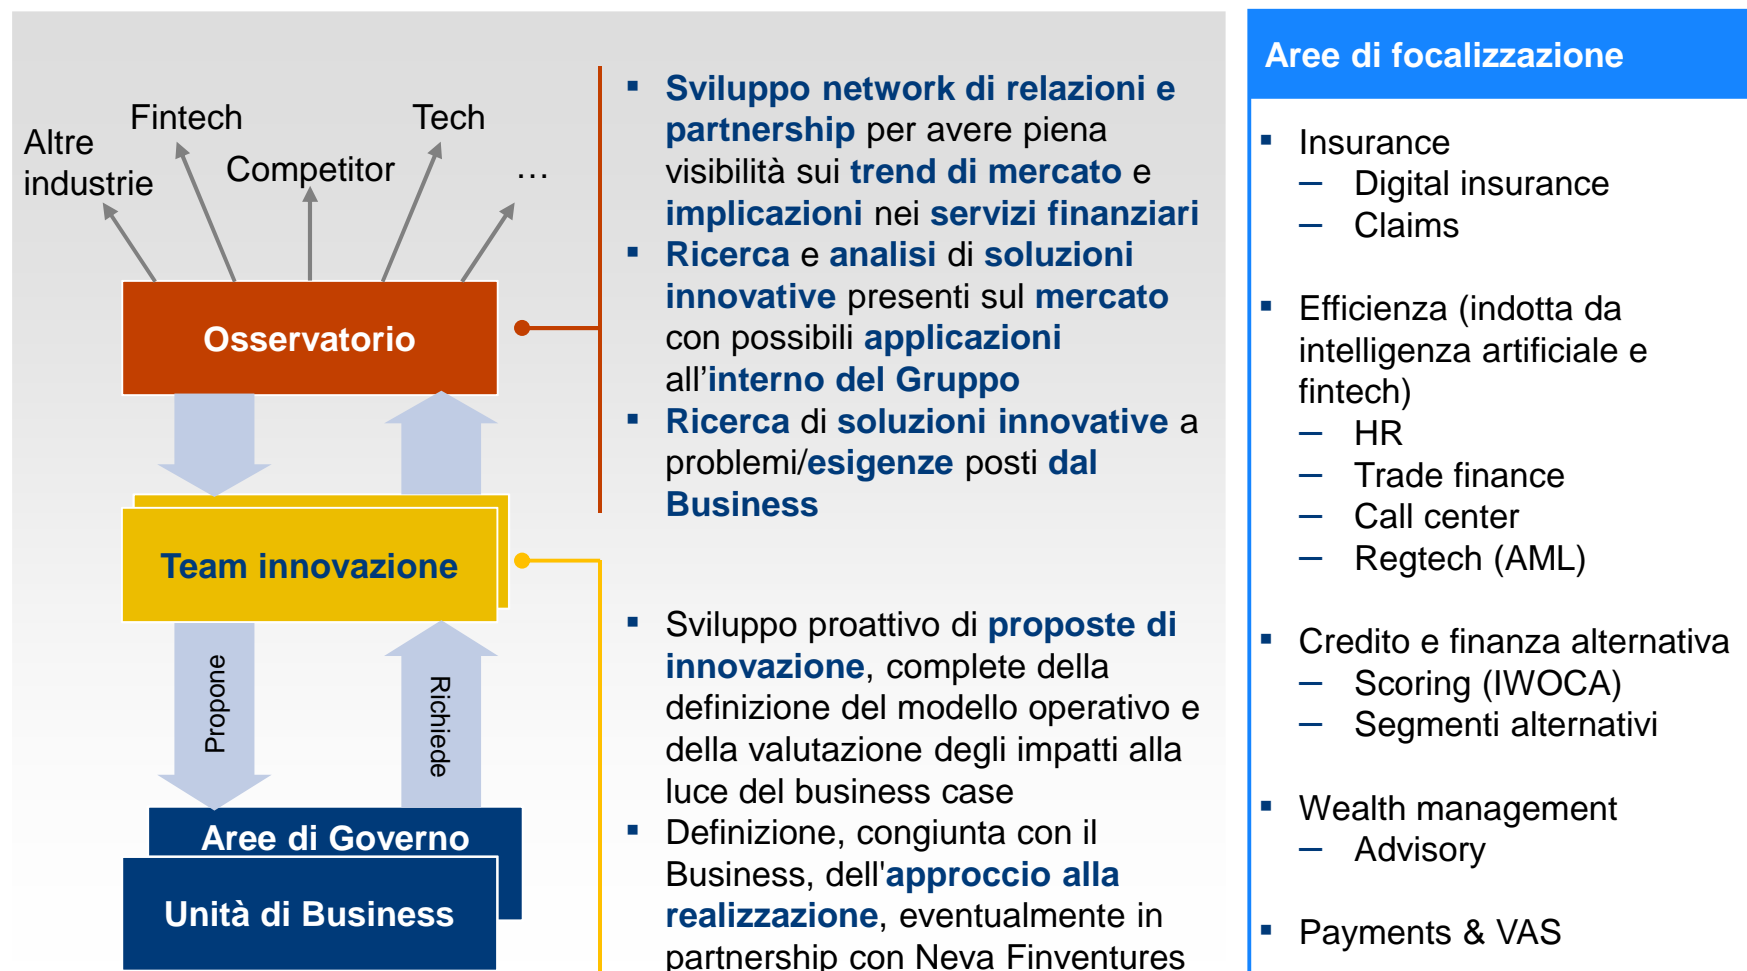 Altre
industrie
Fintech
Competitor
Tech
…
Osservatorio
Team innovazione
Propone
Richiede
Aree di Governo
Unità di Business
▪ Sviluppo network di relazioni e
partnership per avere piena
visibilità sui trend di mercato e
implicazioni nei servizi finanziari
▪ Ricerca e analisi di soluzioni
innovative presenti sul mercato
con possibili applicazioni
all’interno del Gruppo
▪ Ricerca di soluzioni innovative a
problemi/esigenze posti dal
Business
▪ Sviluppo proattivo di proposte di
innovazione, complete della
definizione del modello operativo e
della valutazione degli impatti alla
luce del business case
▪ Definizione, congiunta con il
Business, dell'approccio alla
realizzazione, eventualmente in
partnership con Neva Finventures
Aree di focalizzazione
▪ Insurance
– Digital insurance
– Claims
▪ Efficienza (indotta da
intelligenza artificiale e
fintech)
– HR
– Trade finance
– Call center
– Regtech (AML)
▪ Credito e finanza alternativa
– Scoring (IWOCA)
– Segmenti alternativi
▪ Wealth management
– Advisory
▪ Payments & VAS